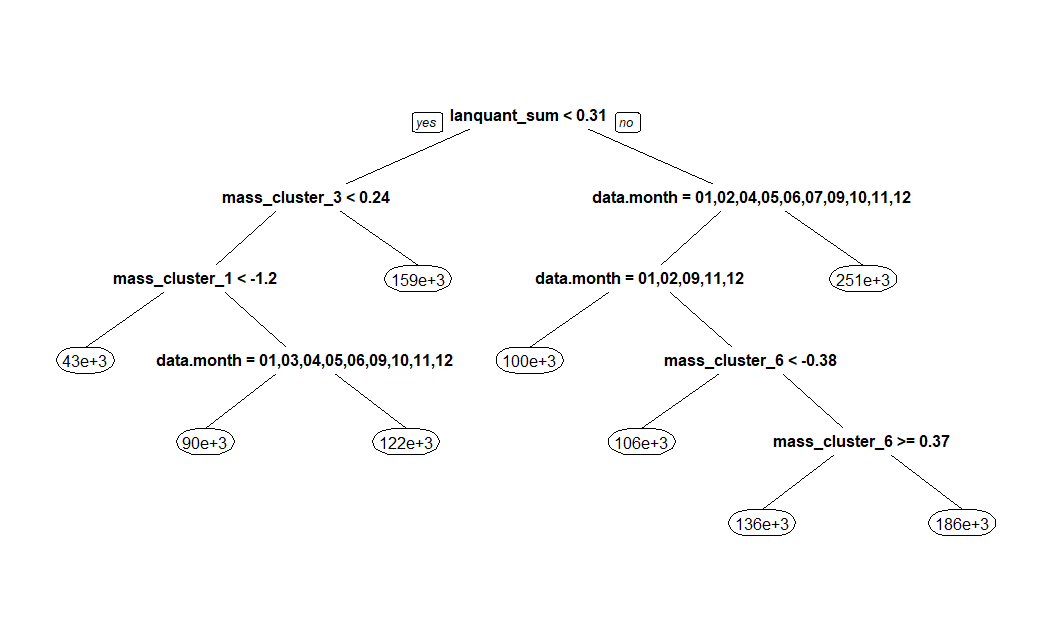 lanquant_sum < 0.31
yes
no
mass_cluster_3 < 0.24
data.month = 01,02,04,05,06,07,09,10,11,12
mass_cluster_1 < -1.2
159e+3
data.month = 01,02,09,11,12
251e+3
43e+3
data.month = 01,03,04,05,06,09,10,11,12
100e+3
mass_cluster_6 < -0.38
90e+3
122e+3
106e+3
mass_cluster_6 >= 0.37
136e+3
186e+3